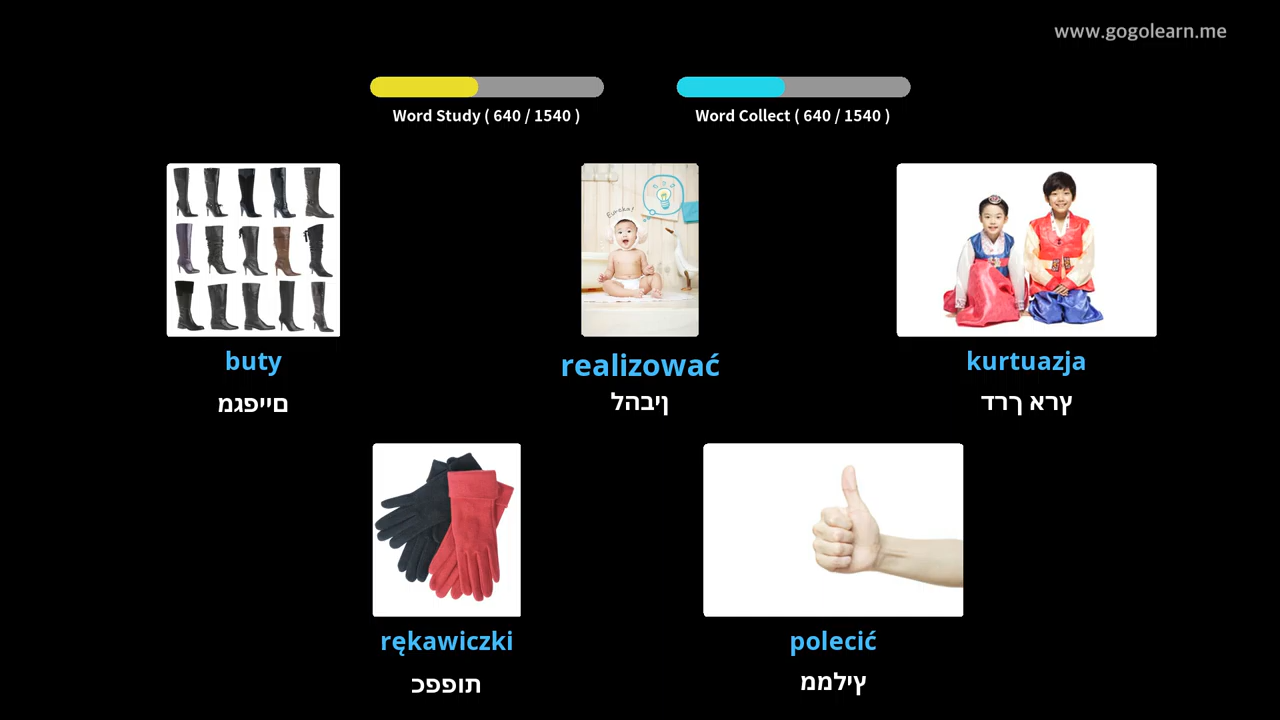 www.gogolearn.me
Word Study ( 640 / 1540 )
Word Collect ( 640 / 1540 )
buty
מגפיים
realizować
להבין
kurtuazja
דרך ארץ
rękawiczki
כפפות
polecić
ממליץ